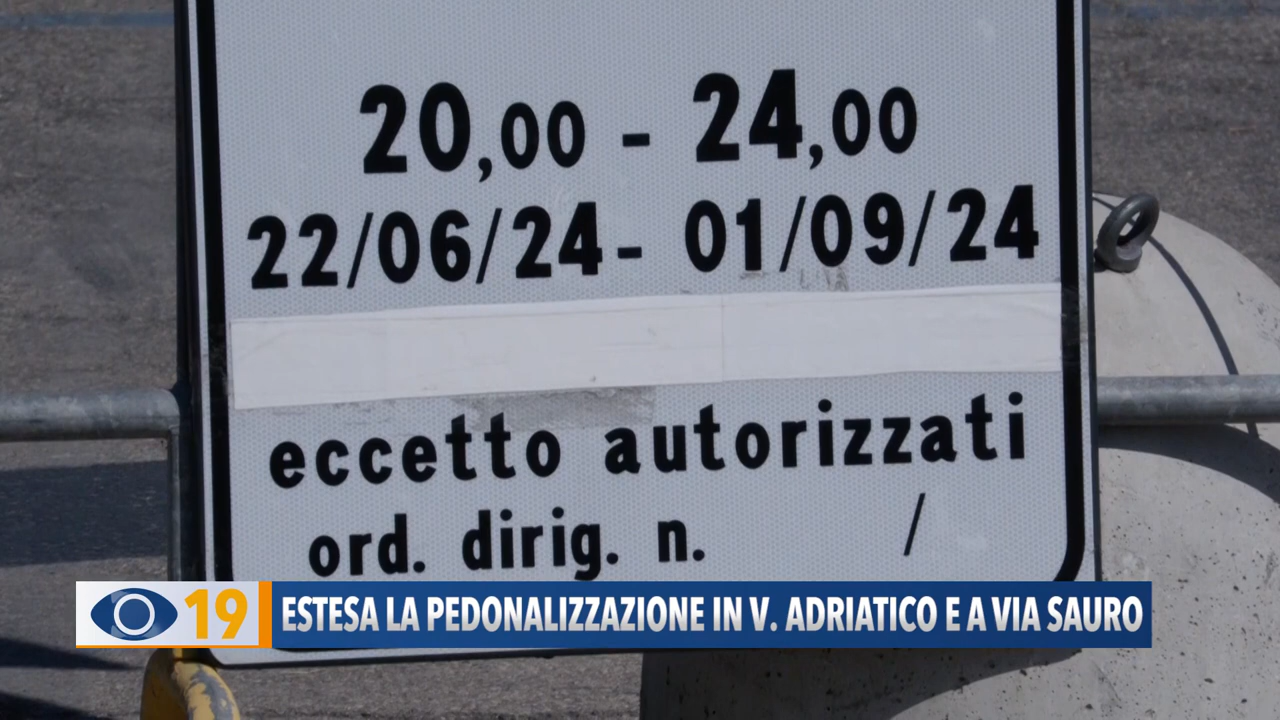 20,00 - 24,00
22/06/24 - 01/09/24
eccetto autorizzati
ord. dirig. n. /
19 ESTESA LA PEDONALIZZAZIONE IN V. ADRIATICO E A VIA SAURO